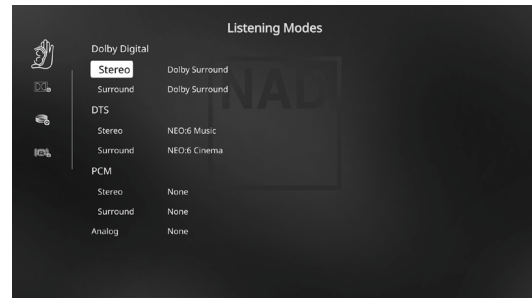 Listening Modes
Dolby Digital
Stereo Dolby Surround
Surround Dolby Surround
DTS
Stereo NEO:6 Music
Surround NEO:6 Cinema
PCM
Stereo None
Surround None
Analog None
NAD